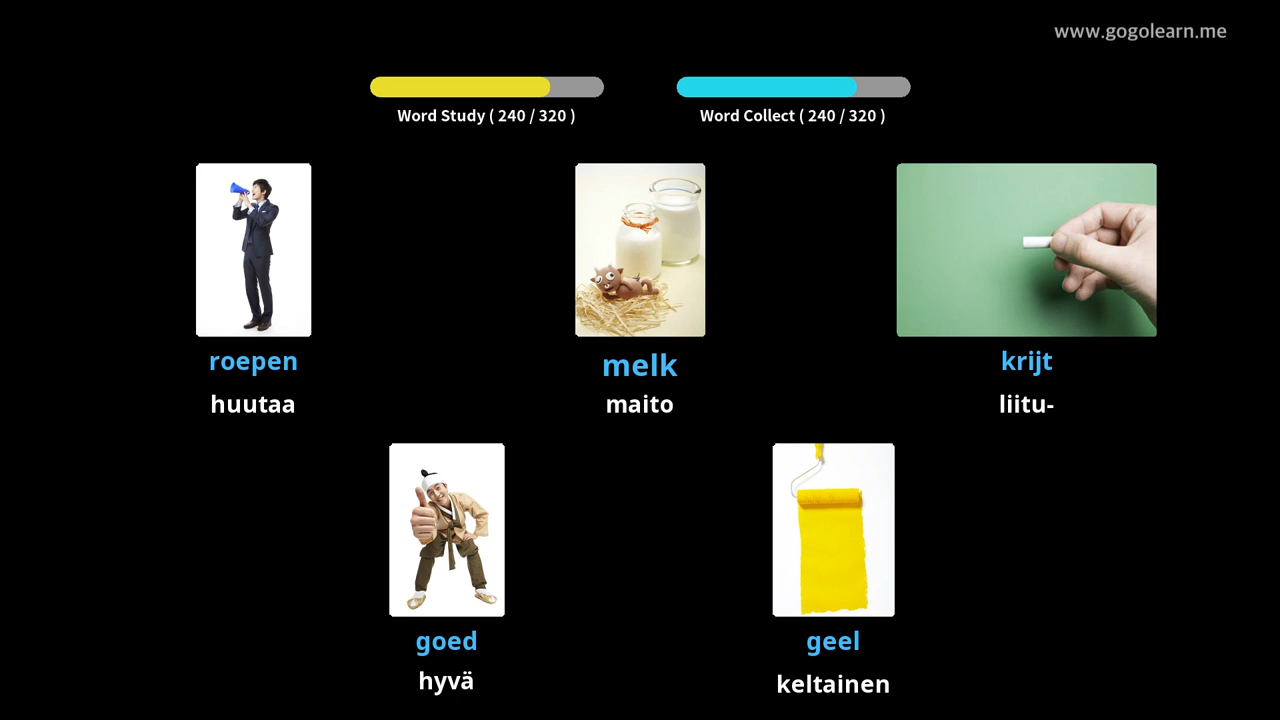 www.gogolearn.me
Word Study ( 240 / 320 )
Word Collect ( 240 / 320 )
roepen
huutaa
melk
maito
krijt
liitu-
goed
hyvä
geel
keltainen